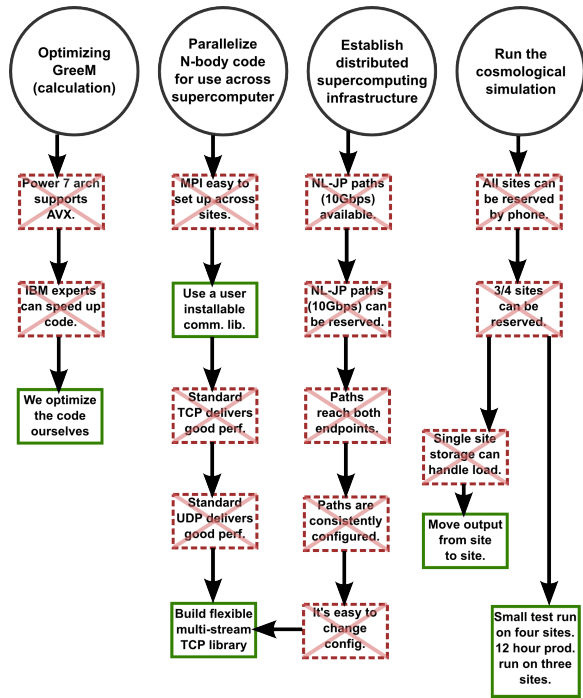 Optimizing
GreeM
(calculation)
Parallelize
N-body code
for use across
supercomputer
Establish
distributed
supercomputing
infrastructure
Run the
cosmological
simulation
Power 7 arch
supports
AVX.
MPI easy to
set up across
sites.
NL-JP paths
(10Gbps)
available.
All sites can
be reserved
by phone.
IBM experts
can speed up
code.
Use a user
installable
comm. lib.
NL-JP paths
(10Gbps) can
be reserved.
3/4 sites
can be
reserved.
We optimize
the code
ourselves
Standard
TCP delivers
good perf.
Paths
reach both
endpoints.
Single site
storage can
handle load.
Standard
UDP delivers
good perf.
Paths are
consistently
configured.
Move output
from site
to site.
Build flexible
multi-stream
TCP library
It's easy to
change
config.
Small test run
on four sites.
12 hour prod.
run on three
sites.